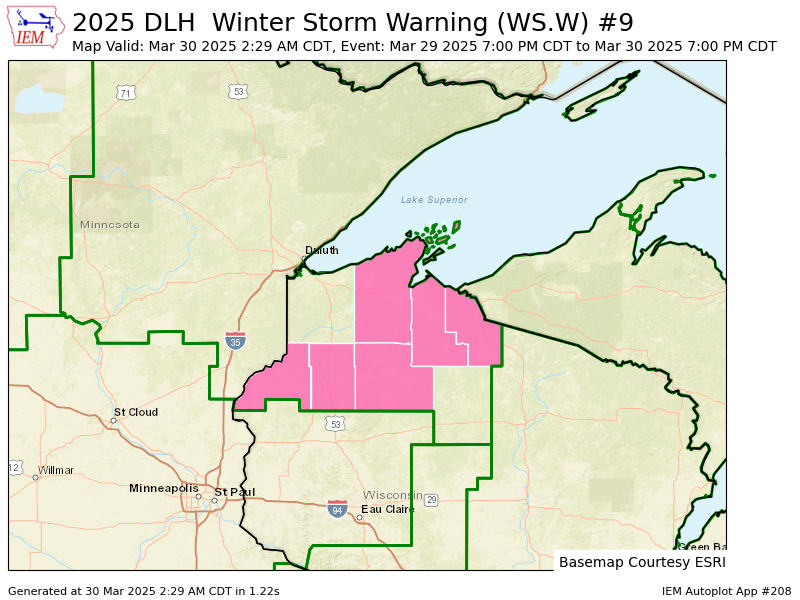 IEM
2025 DLH Winter Storm Warning (WS.W) #9
Map Valid: Mar 30 2025 2:29 AM CDT, Event: Mar 29 2025 7:00 PM CDT to Mar 30 2025 7:00 PM CDT
71
53
Lake Superior
Minnesota
Duluth
35
St Cloud
53
12
Willmar
Minneapolis
St Paul
Wisconsin
29
94
Eau Claire
Green Ba
Basemap Courtesy ESRI
Generated at 30 Mar 2025 2:29 AM CDT in 1.22s
IEM Autoplot App #208